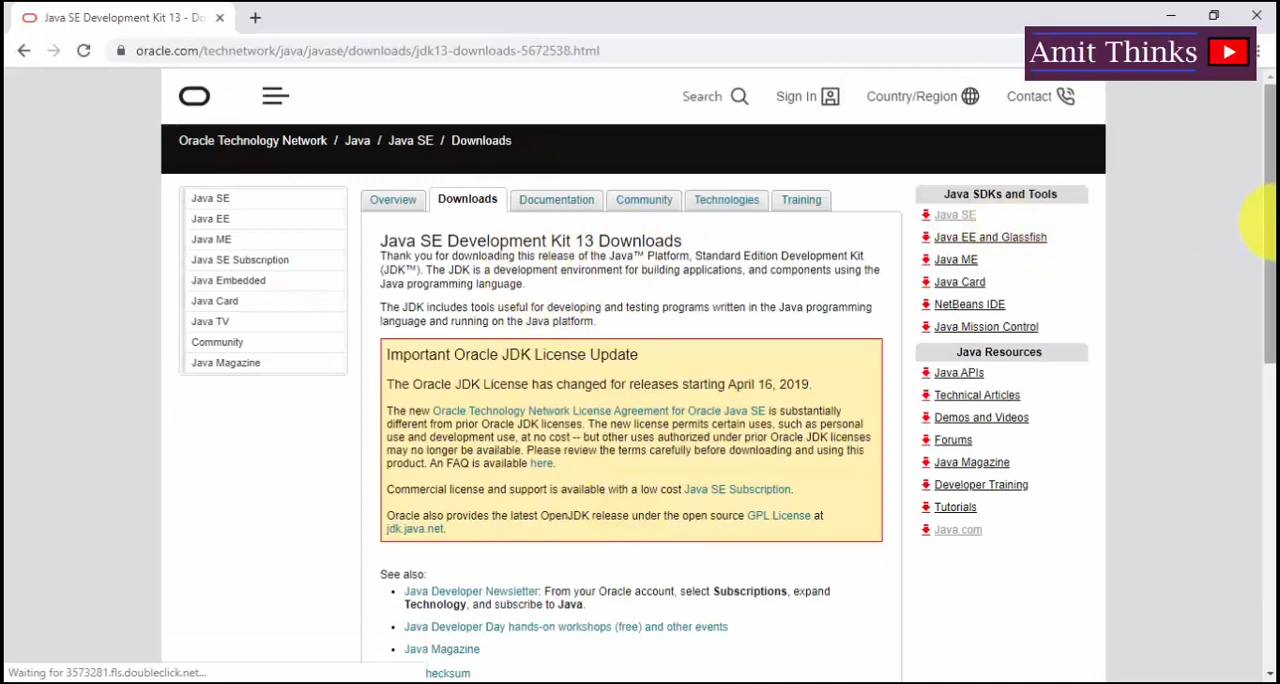 Java SE Development Kit 13 - Do
oracle.com/technetwork/java/javase/downloads/jdk13-downloads-5672538.html
Amit Thinks
Search
Sign In
Country/Region
Contact
Oracle Technology Network / Java / Java SE / Downloads
Java SE
Java EE
Java ME
Java SE Subscription
Java Embedded
Java Card
Java TV
Community
Java Magazine
Overview
Downloads
Documentation
Community
Technologies
Training
Java SE Development Kit 13 Downloads
Thank you for downloading this release of the Java™ Platform, Standard Edition Development Kit
(JDK™). The JDK is a development environment for building applications, and components using the
Java programming language.
The JDK includes tools useful for developing and testing programs written in the Java programming
language and running on the Java platform.
Important Oracle JDK License Update
The Oracle JDK License has changed for releases starting April 16, 2019.
The new Oracle Technology Network License Agreement for Oracle Java SE is substantially
different from prior Oracle JDK licenses. The new license permits certain uses, such as personal
use and development use, at no cost -- but other uses authorized under prior Oracle JDK licenses
may no longer be available. Please review the terms carefully before downloading and using this
product. An FAQ is available here.
Commercial license and support is available with a low cost Java SE Subscription.
Oracle also provides the latest OpenJDK release under the open source GPL License at
jdk.java.net.
See also:
Java Developer Newsletter: From your Oracle account, select Subscriptions, expand
Technology, and subscribe to Java.
Java Developer Day hands-on workshops (free) and other events
Java Magazine
hecksum
Java SDKs and Tools
Java SE
Java EE and Glassfish
Java ME
Java Card
NetBeans IDE
Java Mission Control
Java Resources
Java APIs
Technical Articles
Demos and Videos
Forums
Java Magazine
Developer Training
Tutorials
Java.com
Waiting for 3573281.fls.doubleclick.net...